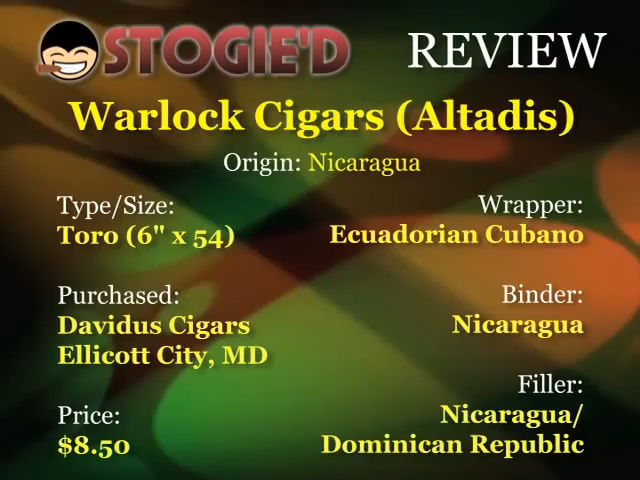 STOGIE'D
REVIEW
Warlock Cigars (Altadis)
Origin: Nicaragua
Type/Size:
Toro (6" x 54)
Purchased:
Davidus Cigars
Ellicott City, MD
Price:
$8.50
Wrapper:
Ecuadorian Cubano
Binder:
Nicaragua
Filler:
Nicaragua/
Dominican Republic